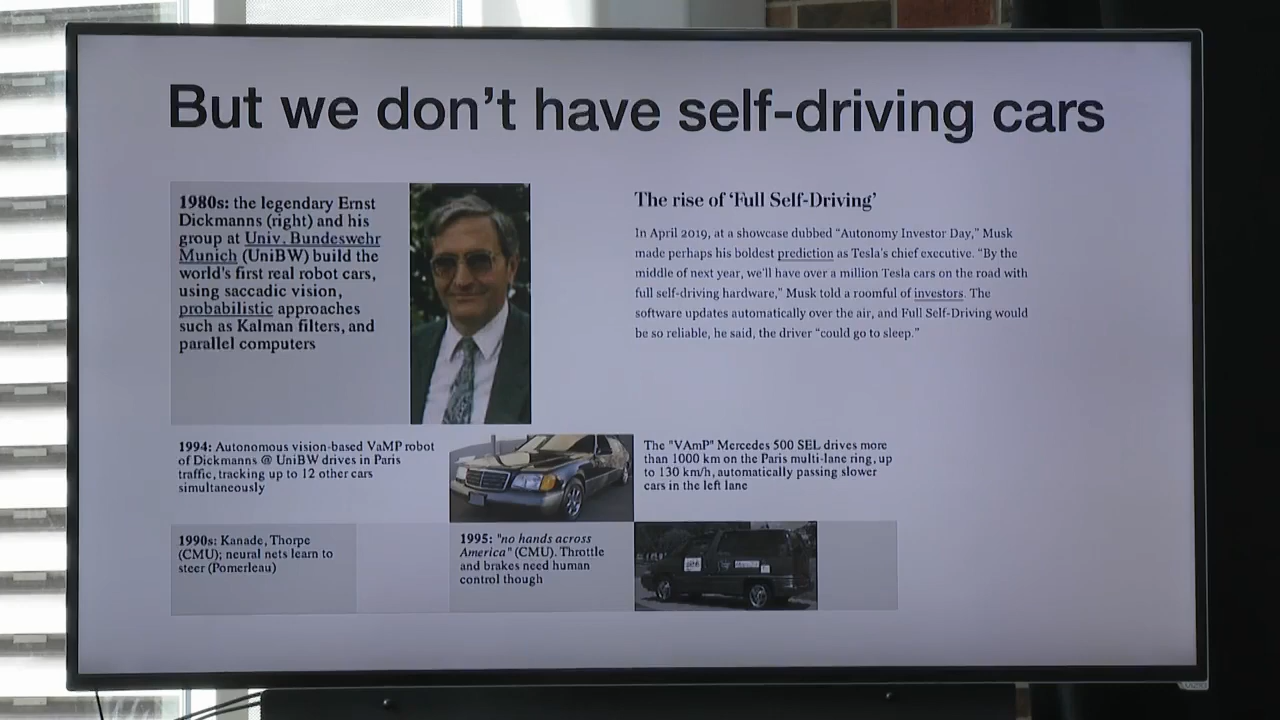 But we don't have self-driving cars
1980s: the legendary Ernst
Dickmanns (right) and his
group at Univ. Bundeswehr
Munich (UniBW) build the
world's first real robot cars,
using saccadic vision,
probabilistic approaches
such as Kalman filters, and
parallel computers
The rise of 'Full Self-Driving'
In April 2019, at a showcase dubbed "Autonomy Investor Day," Musk
made perhaps his boldest prediction as Tesla's chief executive. "By the
middle of next year, we'll have over a million Tesla cars on the road with
full self-driving hardware," Musk told a roomful of investors. The
software updates automatically over the air, and Full Self-Driving would
be so reliable, he said, the driver "could go to sleep."
1994: Autonomous vision-based VaMP robot
of Dickmanns @ UniBW drives in Paris
traffic, tracking up to 12 other cars
simultaneously
The "VAmP" Mercedes 500 SEL drives more
than 1000 km on the Paris multi-lane ring, up
to 130 km/h, automatically passing slower
cars in the left lane
1990s: Kanade, Thorpe
(CMU); neural nets learn to
steer (Pomerleau)
1995: "no hands across
America" (CMU). Throttle
and brakes need human
control though